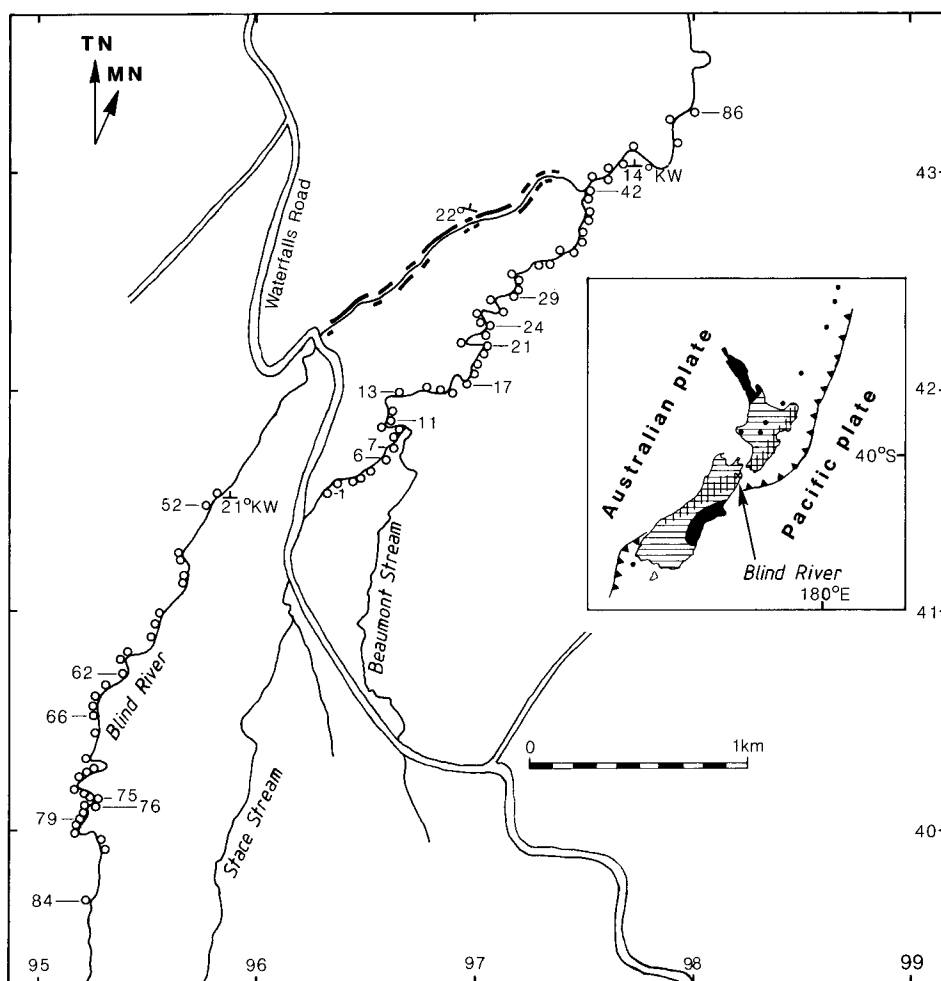 TN
MN
86
14 KW
43
42
22°
Waterfalls Road
29
24
21
42
13
17
11
7
6
1
Australian plate
Pacific plate
40°S
Blind River
180°E
52
21°KW
Beaumont Stream
41
62
Blind River
66
0
1km
75
76
79
Stace Stream
40
84
95
96
97
98
99